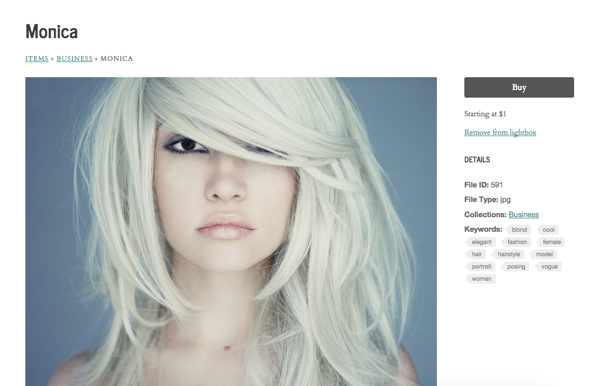 Monica
ITEMS » BUSINESS » MONICA
Buy
Starting at $1
Remove from lightbox
DETAILS
File ID: 591
File Type: jpg
Collections: Business
Keywords: blond cool
elegant fashion female
hair hairstyle model
portrait posing vogue
woman